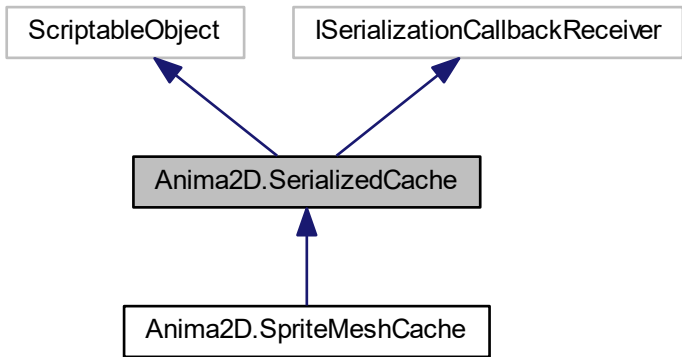 ScriptableObject
ISerializationCallbackReceiver
Anima2D.SerializedCache
Anima2D.SpriteMeshCache